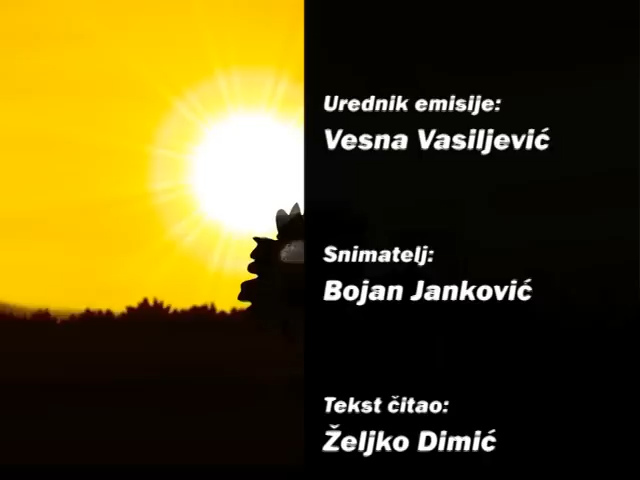 Urednik emisije:
Vesna Vasiljević
Snimatelj:
Bojan Janković
Tekst čitao:
Željko Dimić